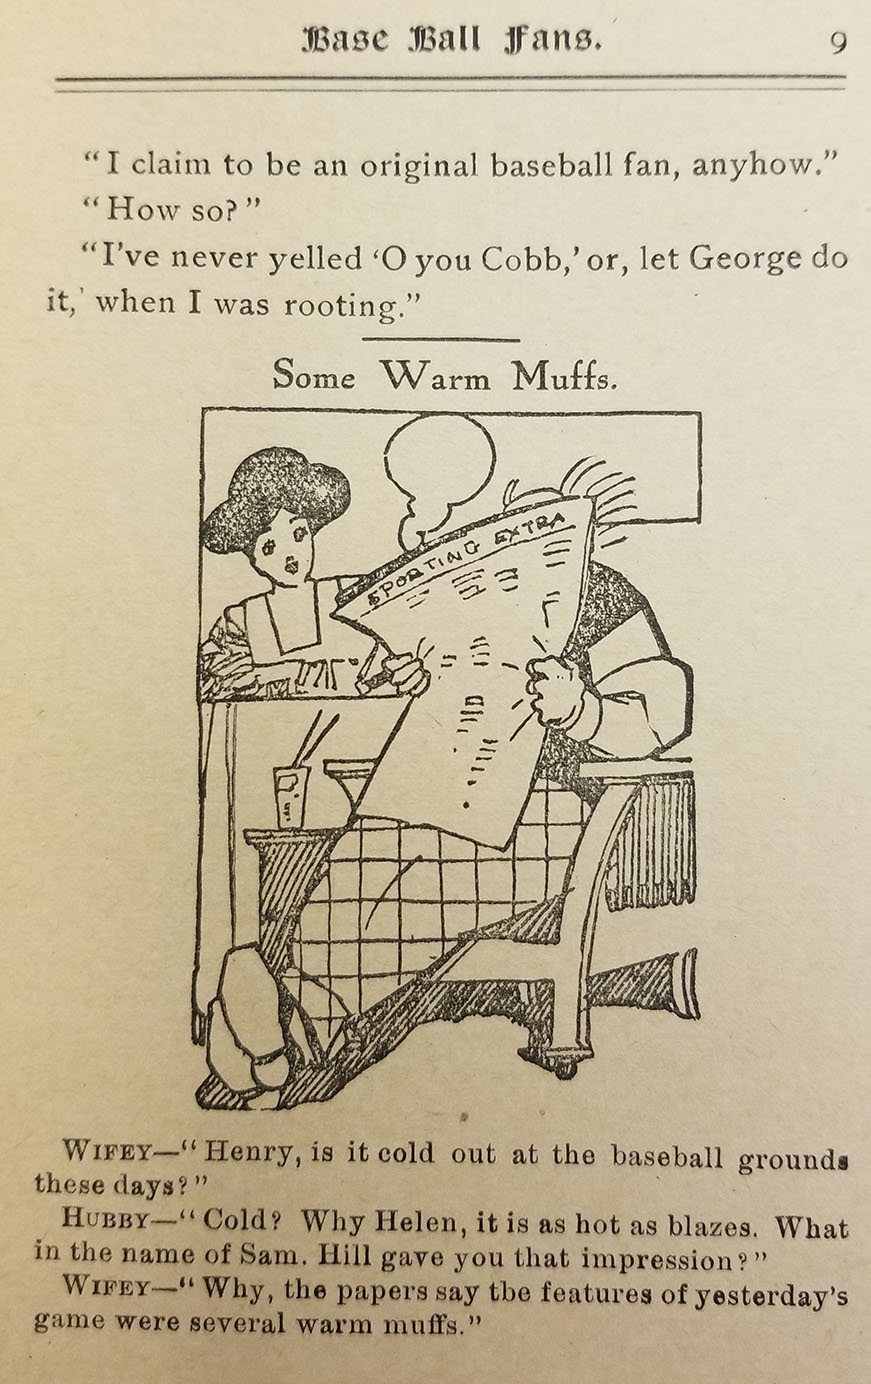 Base Ball Fans. 9
“I claim to be an original baseball fan, anyhow.”
“How so?”
“I've never yelled ‘O you Cobb,’ or, let George do
it,' when I was rooting.”
Some Warm Muffs.
SPORTING EXTRA
WIFEY—“Henry, is it cold out at the baseball grounds
these days?”
HUBBY—“Cold? Why Helen, it is as hot as blazes. What
in the name of Sam. Hill gave you that impression?”
WIFEY—“Why, the papers say tbe features of yesterday's
game were several warm muffs.”